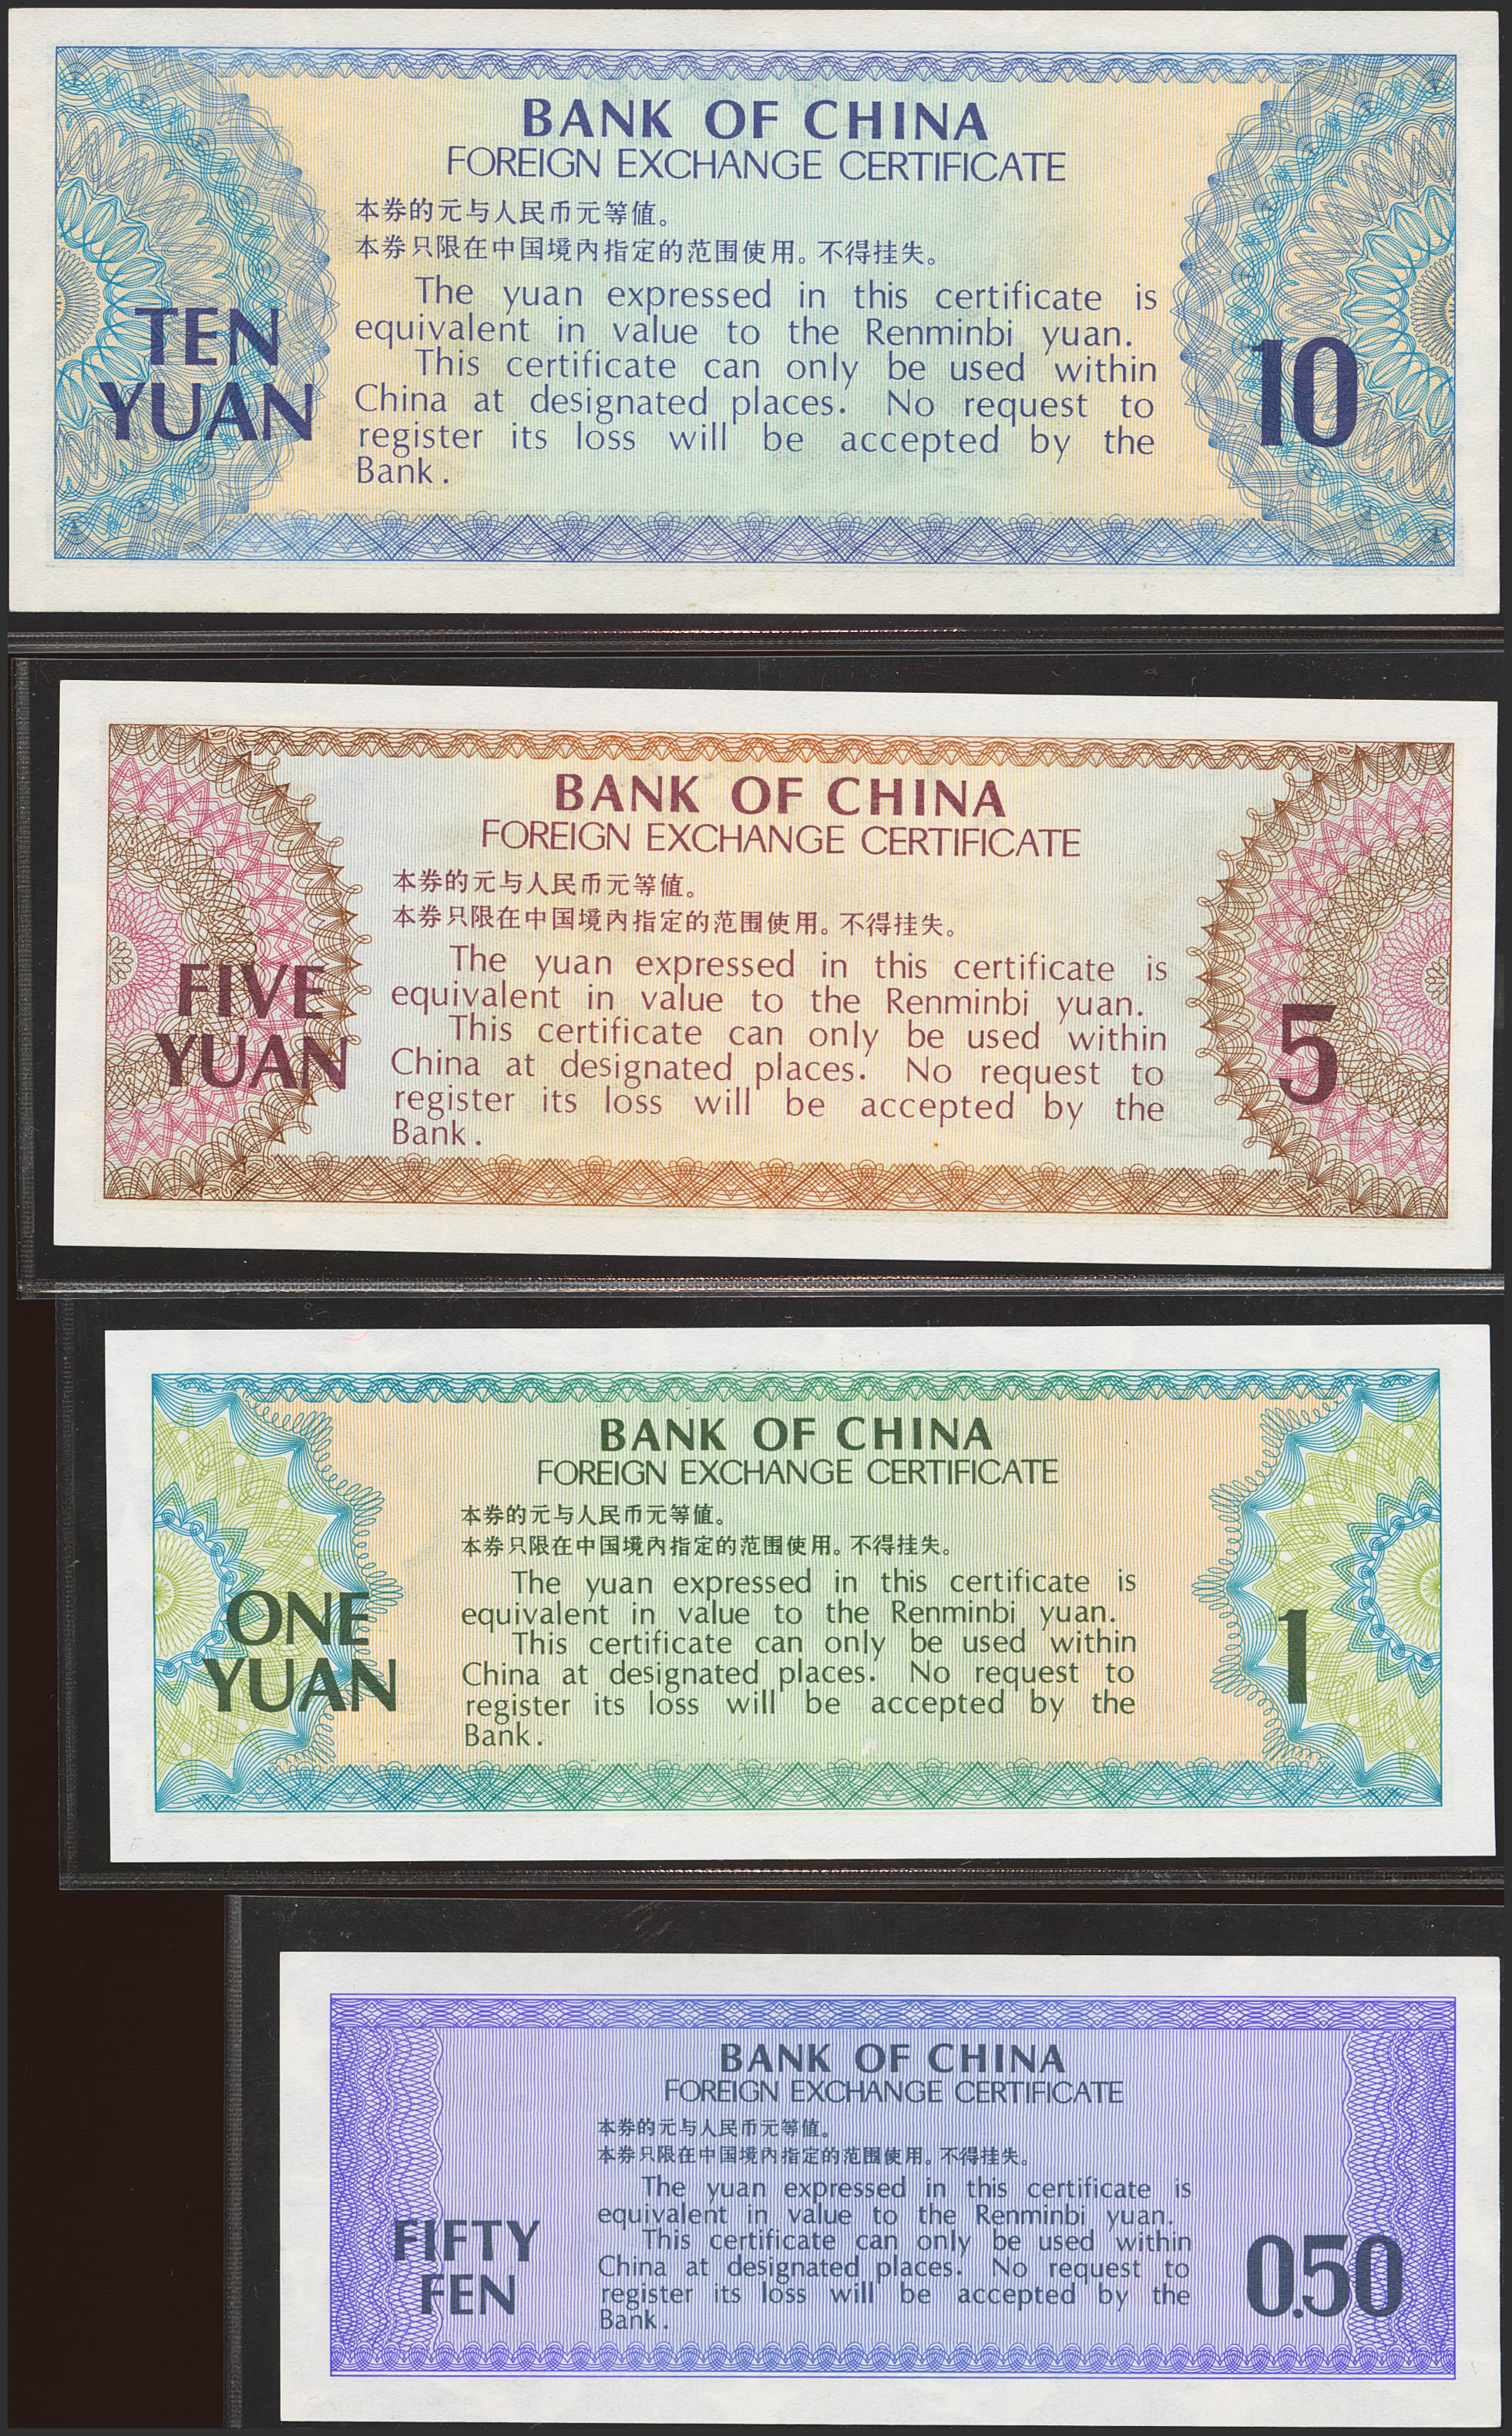 BANK OF CHINA
FOREIGN EXCHANGE CERTIFICATE
本券的元与人民币元等值。
本券只限在中国境内指定的范围使用。不得挂失。
The yuan expressed in this certificate is
equivalent in value to the Renminbi yuan.
This certificate can only be used within
China at designated places. No request to
register its loss will be accepted by the
Bank.
TEN
YUAN
10
BANK OF CHINA
FOREIGN EXCHANGE CERTIFICATE
本券的元与人民币元等值。
本券只限在中国境内指定的范围使用。不得挂失。
The yuan expressed in this certificate is
equivalent in value to the Renminbi yuan.
This certificate can only be used within
China at designated places. No request to
register its loss will be accepted by the
Bank.
FIVE
YUAN
5
BANK OF CHINA
FOREIGN EXCHANGE CERTIFICATE
本券的元与人民币元等值。
本券只限在中国境内指定的范围使用。不得挂失。
The yuan expressed in this certificate is
equivalent in value to the Renminbi yuan.
This certificate can only be used within
China at designated places. No request to
register its loss will be accepted by the
Bank.
ONE
YUAN
1
BANK OF CHINA
FOREIGN EXCHANGE CERTIFICATE
本券的元与人民币元等值。
本券只限在中国境内指定的范围使用。不得挂失。
The yuan expressed in this certificate is
equivalent in value to the Renminbi yuan.
This certificate can only be used within
China at designated places. No request to
register its loss will be accepted by the
Bank.
FIFTY
FEN
0.50